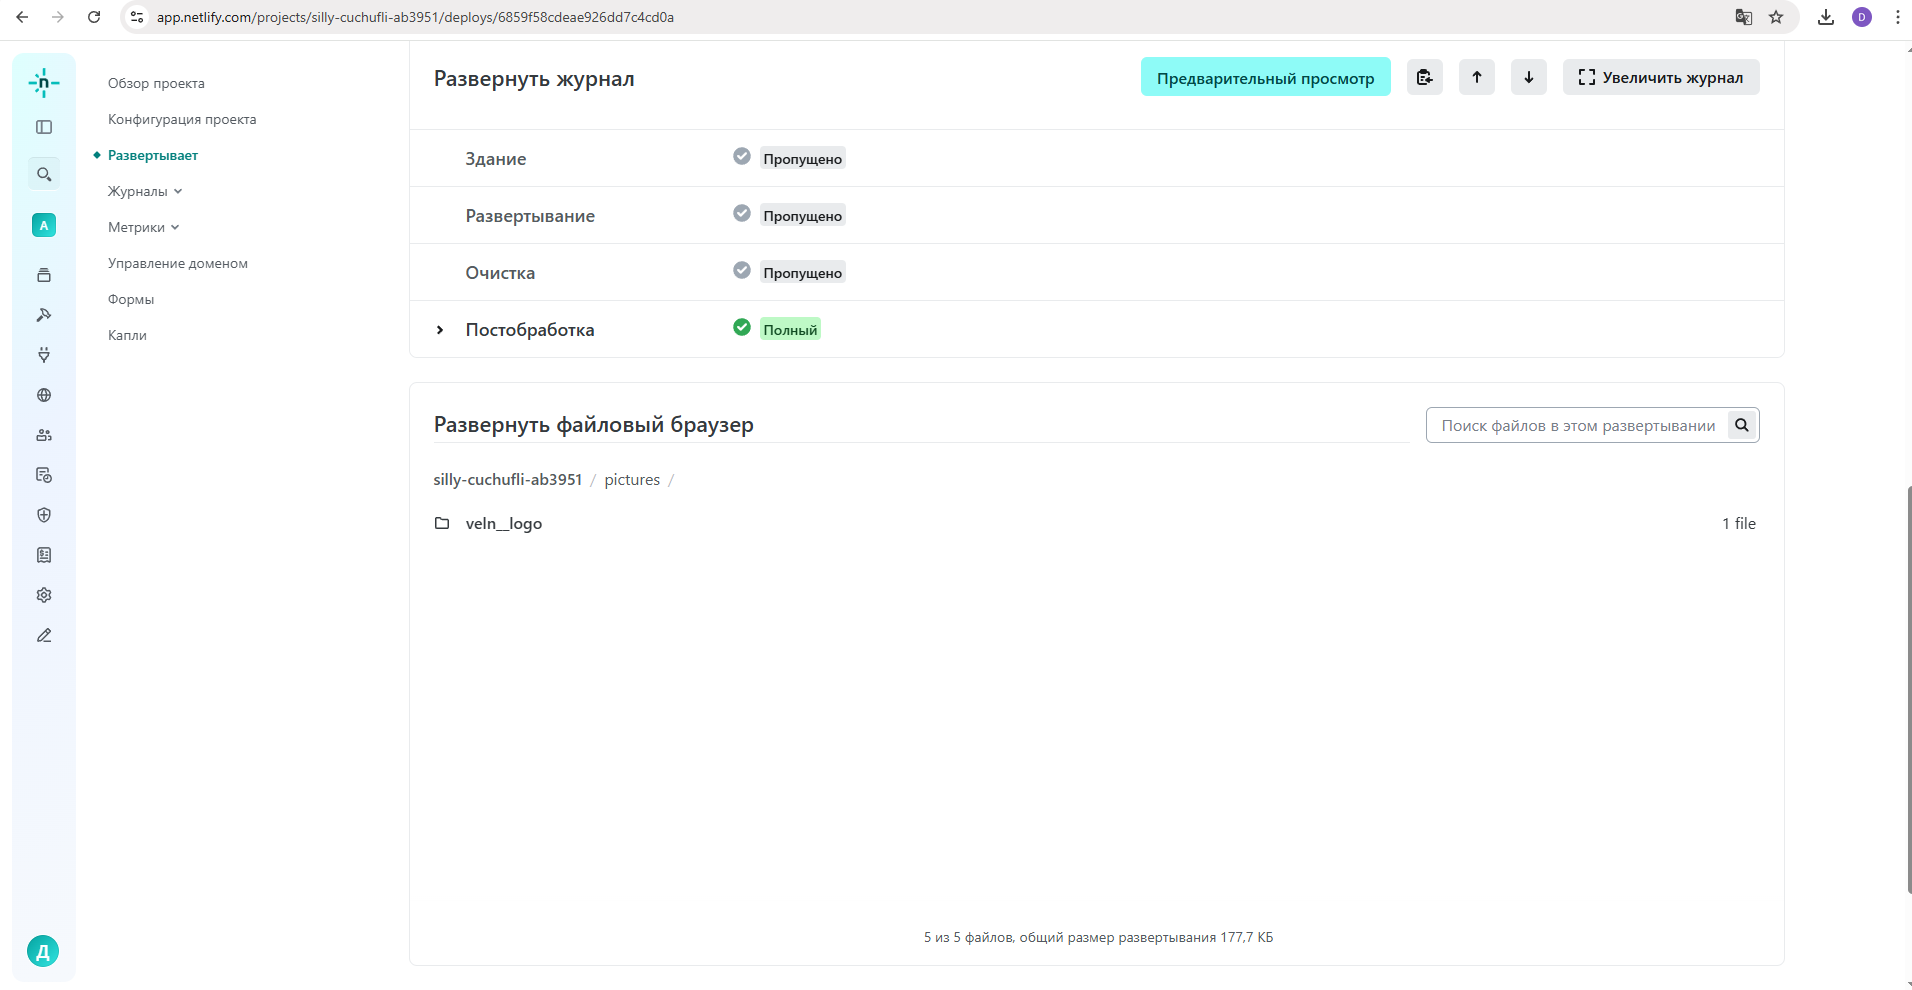 app.netlify.com/projects/silly-cuchufli-ab3951/deploys/6859f58cdeae926dd7c4cd0a
D
n
A
Д
Обзор проекта
Конфигурация проекта
Развертывает
Журналы
Метрики
Управление доменом
Формы
Капли
Развернуть журнал
Предварительный просмотр
Увеличить журнал
Здание Пропущено
Развертывание Пропущено
Очистка Пропущено
Постобработка Полный
Развернуть файловый браузер
Поиск файлов в этом развертывании
silly-cuchufli-ab3951 / pictures /
veln__logo 1 file
5 из 5 файлов, общий размер развертывания 177,7 КБ